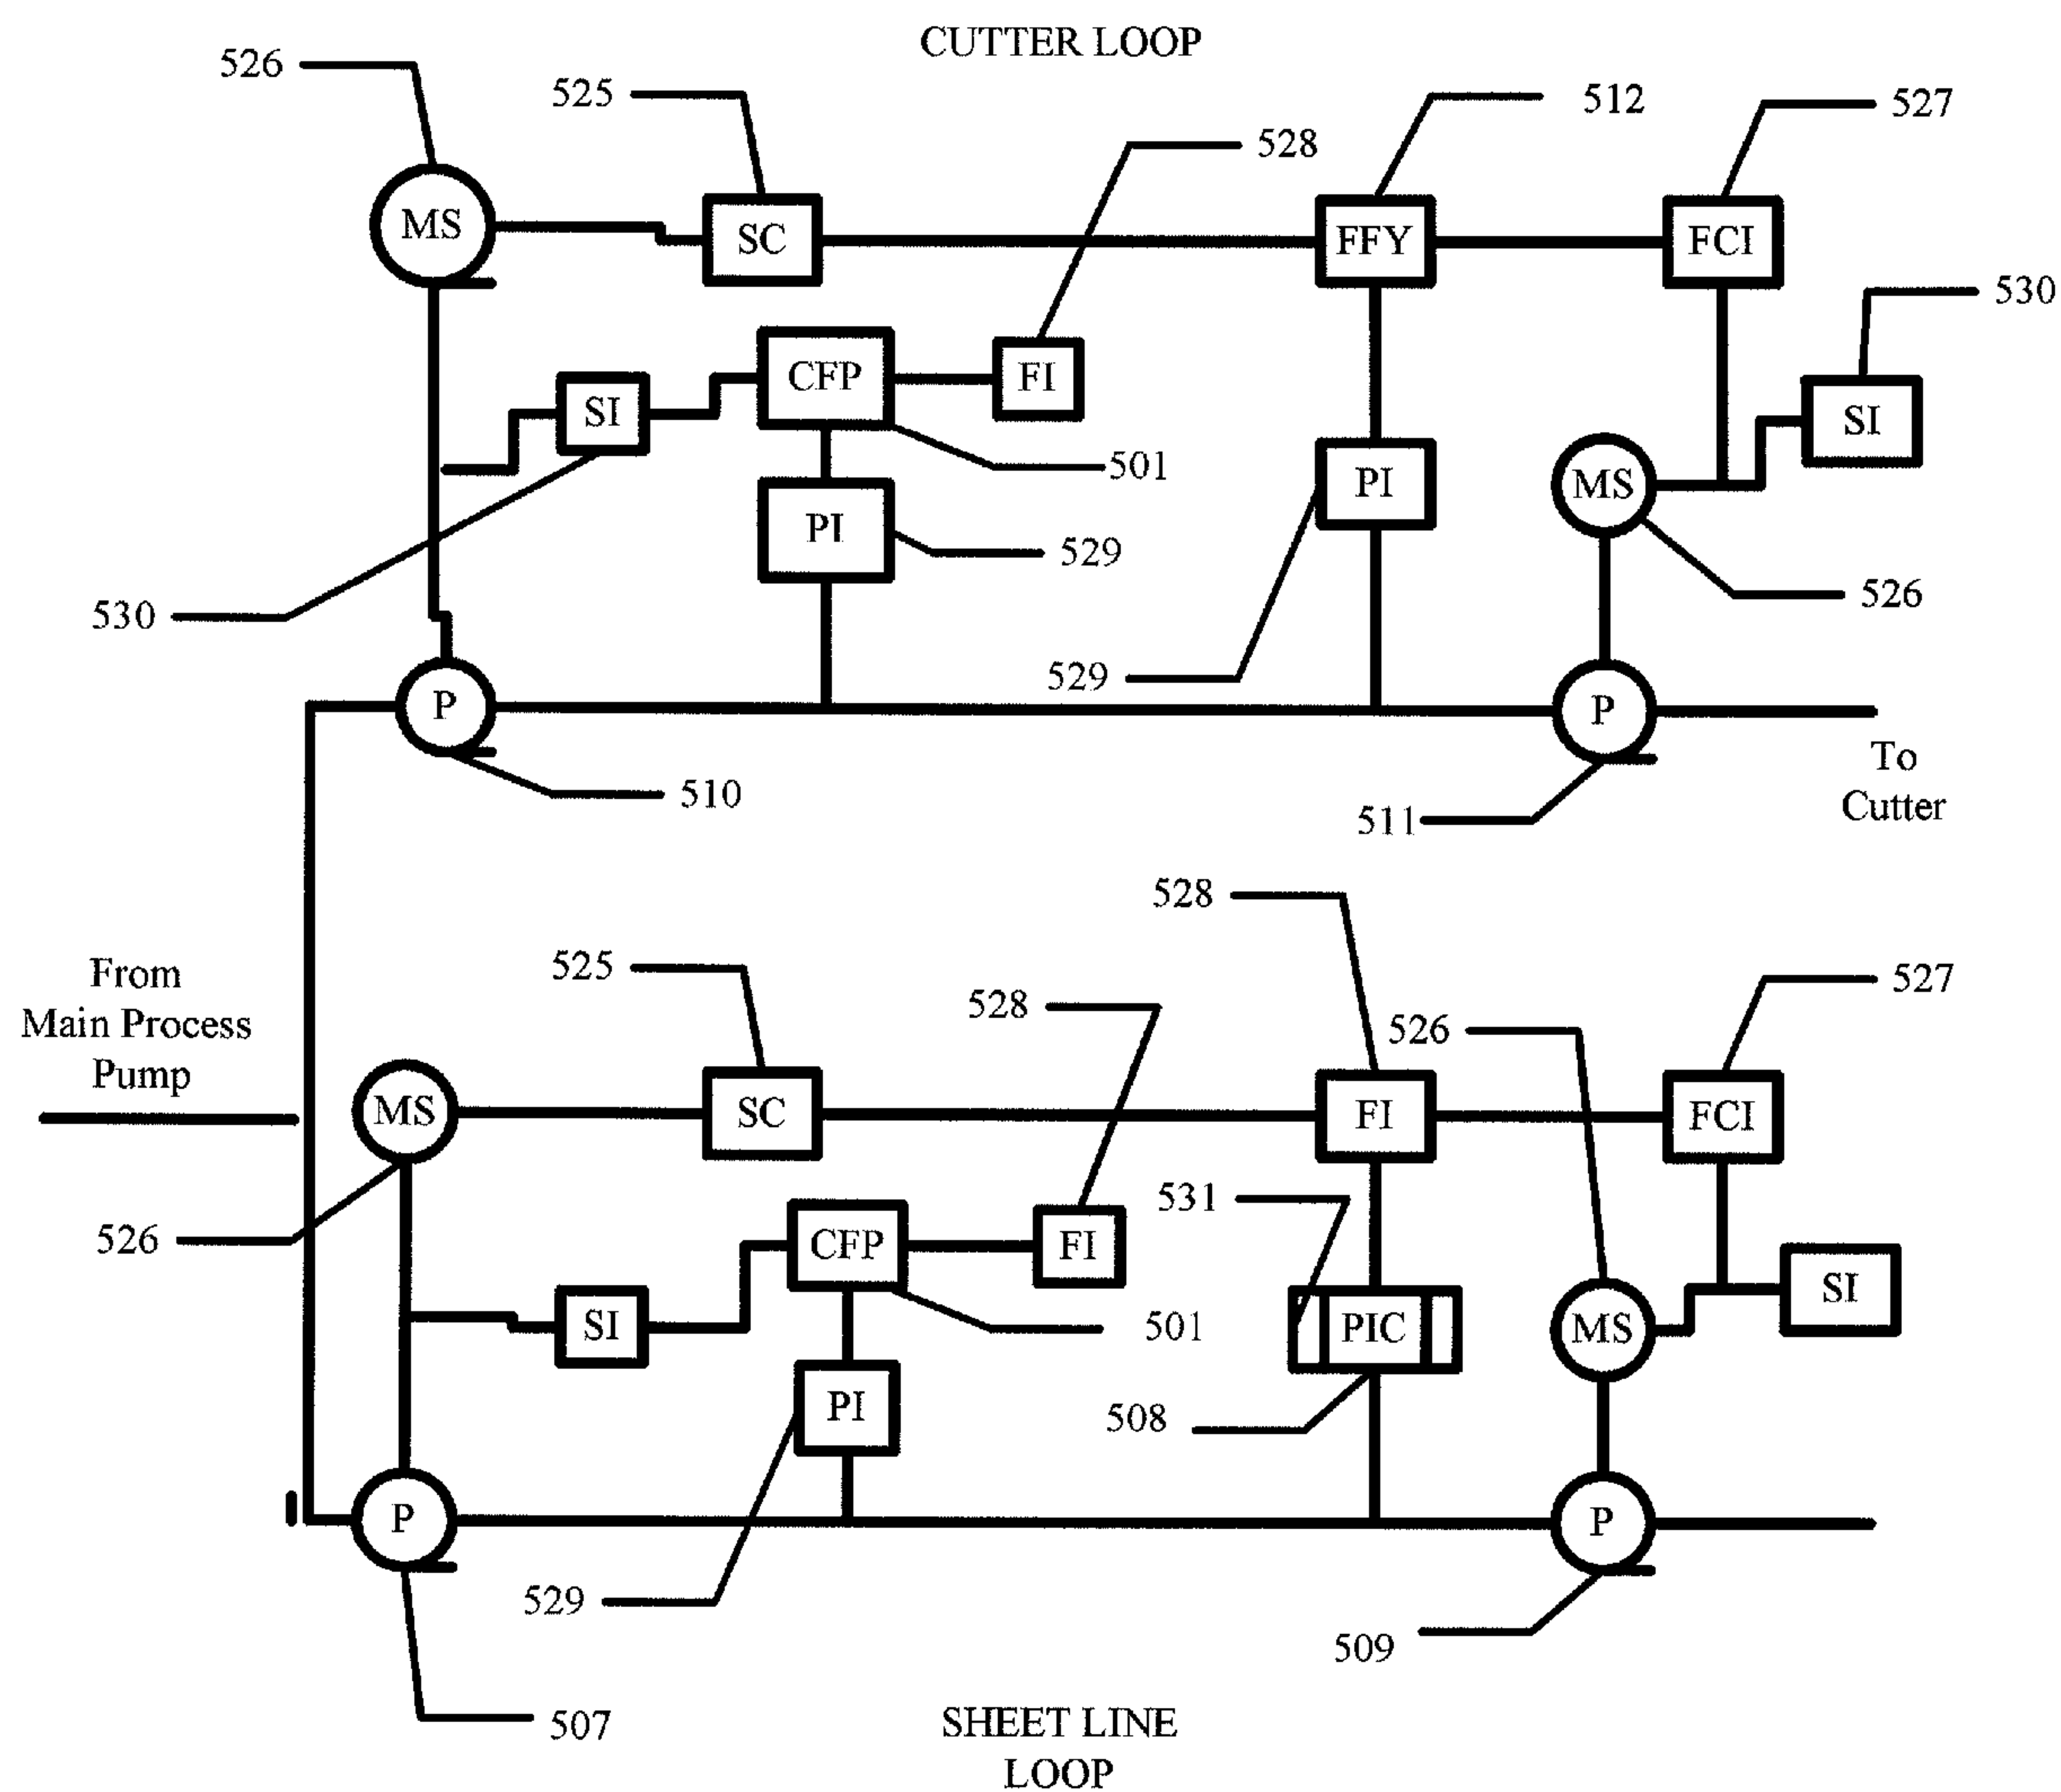 CUTTER LOOP
526
525
512
527
528
MS
SC
FFY
FCI
530
CFP
FI
SI
SI
501
PI
MS
PI
529
526
530
529
P
P
To
Cutter
510
511
528
From
Main Process
Pump
525
528
526
527
MS
SC
FI
FCI
531
526
CFP
FI
SI
SI
501
PIC
MS
PI
508
P
P
529
509
507
SHEET LINE
LOOP